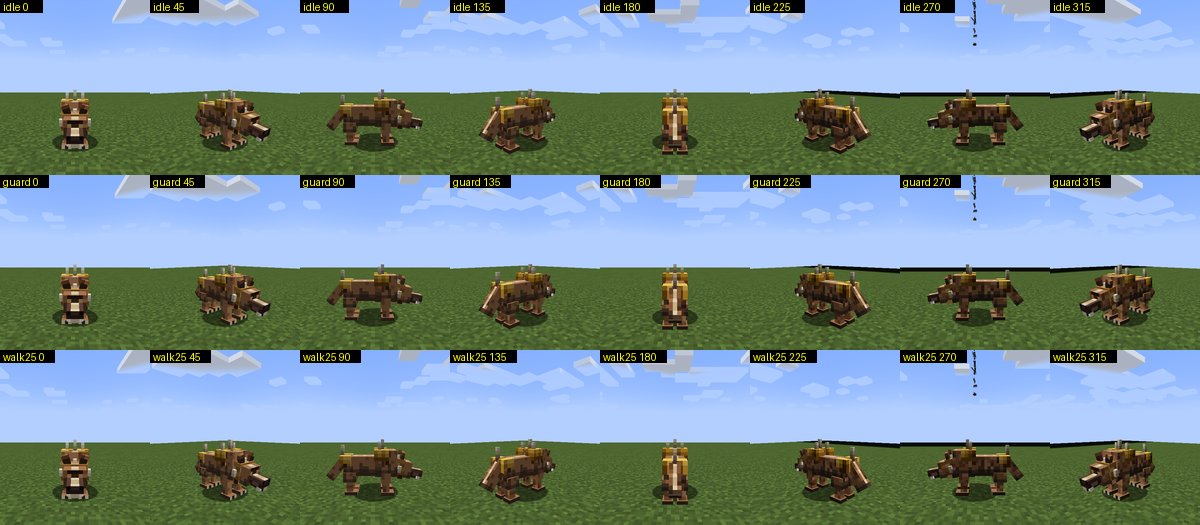 idle 0
idle 45
idle 90
idle 135
idle 180
idle 225
idle 270
idle 315
guard 0
guard 45
guard 90
guard 135
guard 180
guard 225
guard 270
guard 315
walk25 0
walk25 45
walk25 90
walk25 135
walk25 180
walk25 225
walk25 270
walk25 315